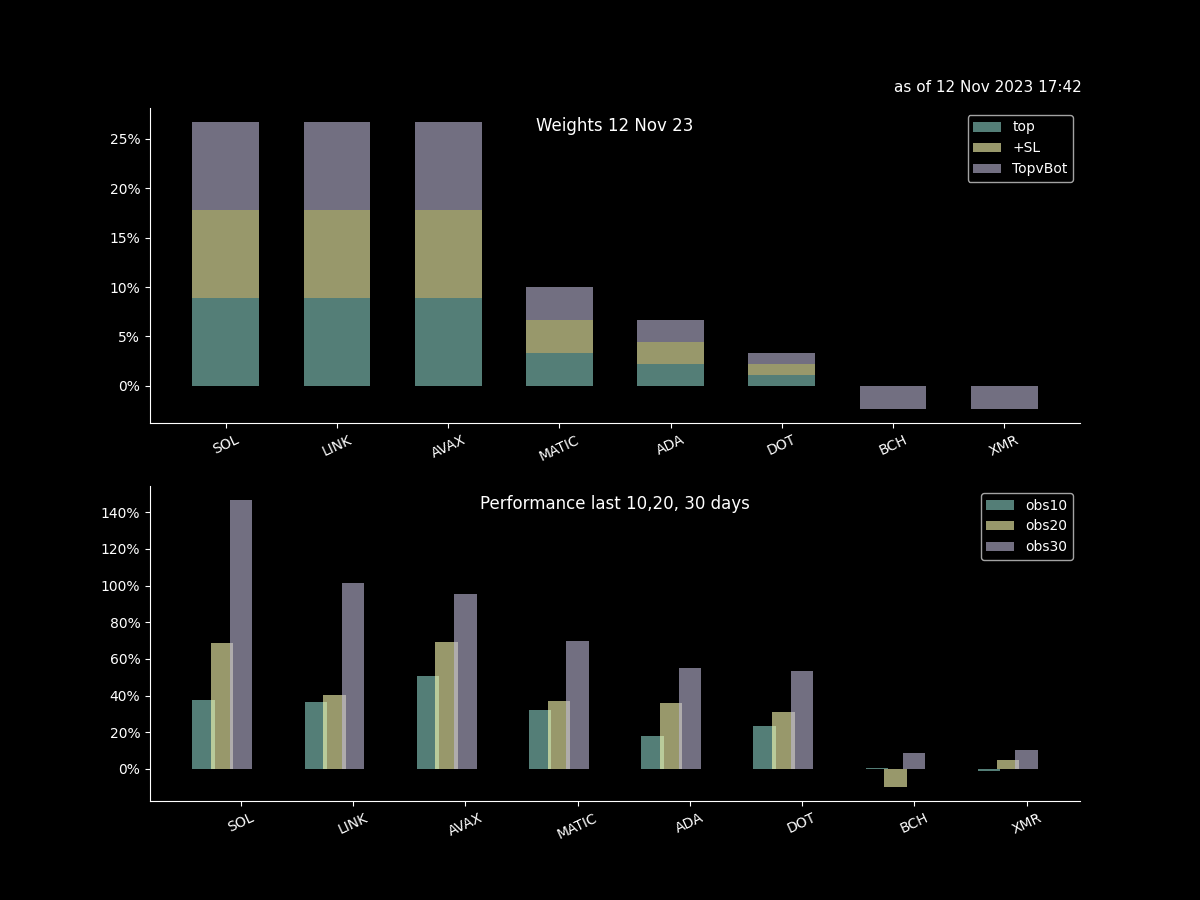 as of 12 Nov 2023 17:42
Weights 12 Nov 23
top
+SL
TopvBot
25%
20%
15%
10%
5%
0%
SOL LINK AVAX MATIC ADA DOT BCH XMR
Performance last 10,20, 30 days
obs10
obs20
obs30
140%
120%
100%
80%
60%
40%
20%
0%
SOL LINK AVAX MATIC ADA DOT BCH XMR